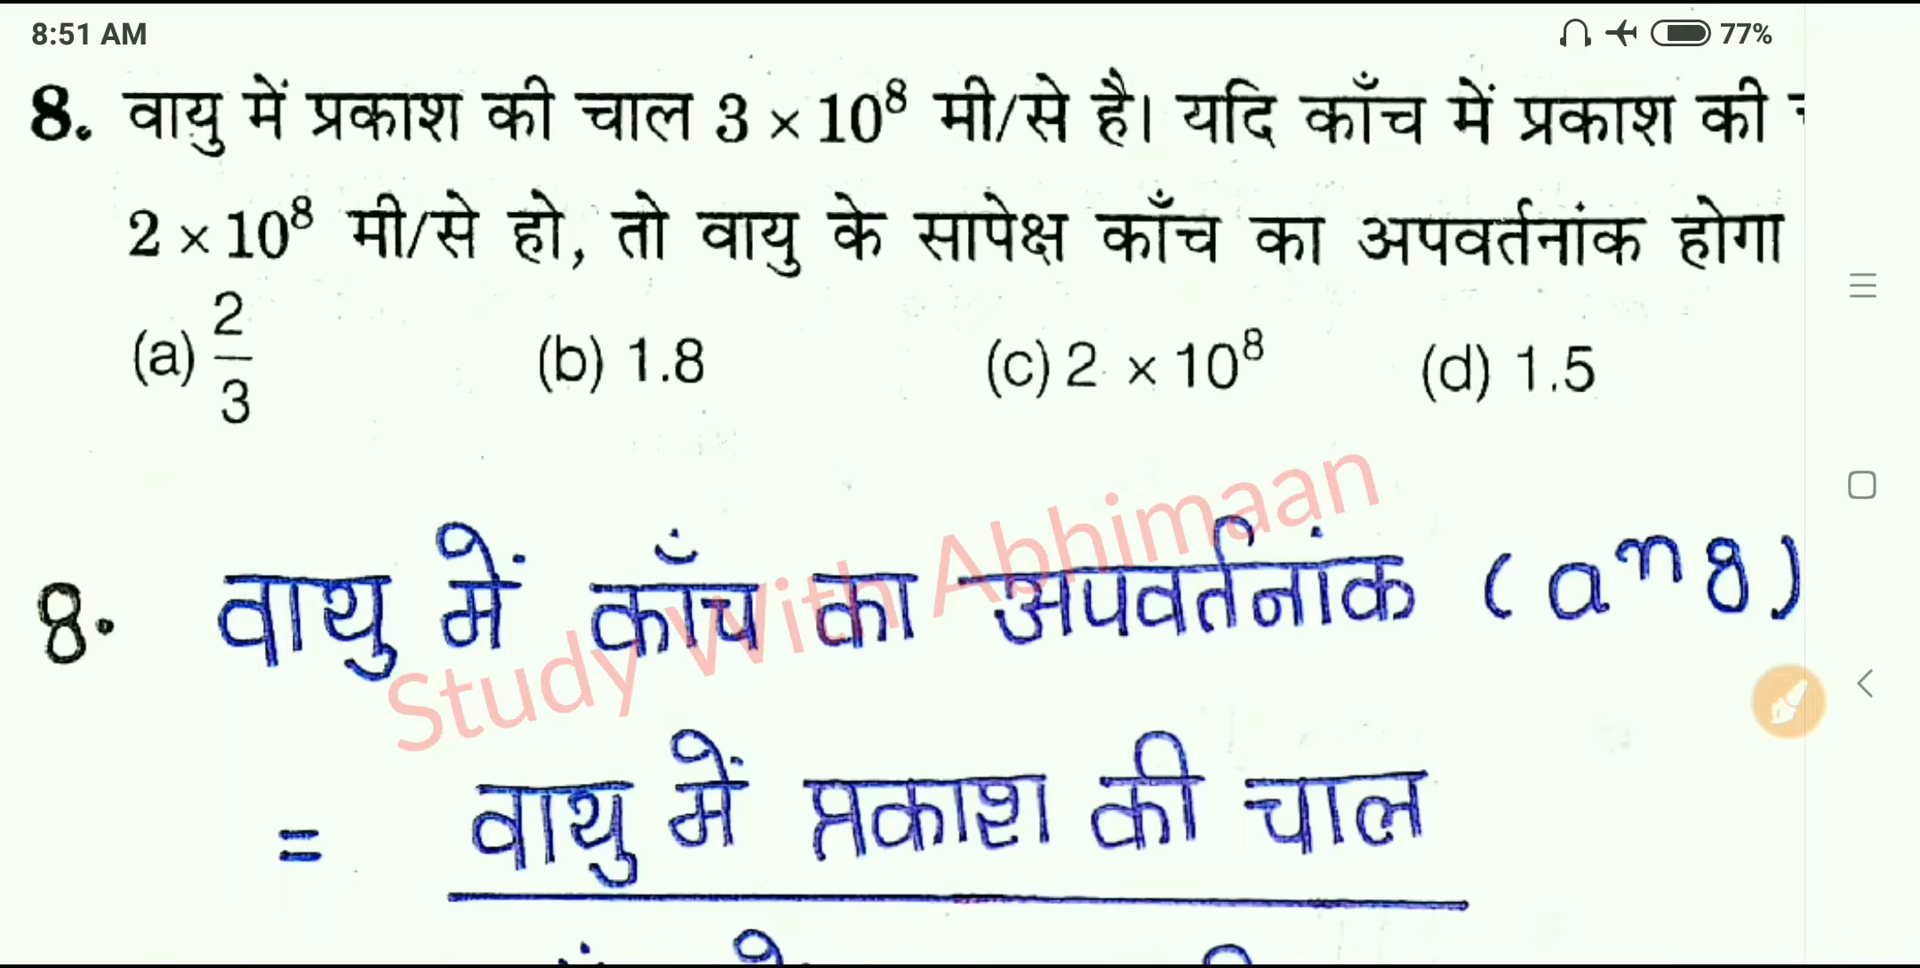 8:51 AM 77%
8. वायु में प्रकाश की चाल 3 × 10⁸ मी/से है। यदि काँच में प्रकाश की
2 × 10⁸ मी/से हो, तो वायु के सापेक्ष काँच का अपवर्तनांक होगा
(a) 2/3 (b) 1.8 (c) 2 × 10⁸ (d) 1.5
Study With Abhimaan
8. वायु में काँच का अपवर्तनांक (aⁿg)
= वायु में प्रकाश की चाल